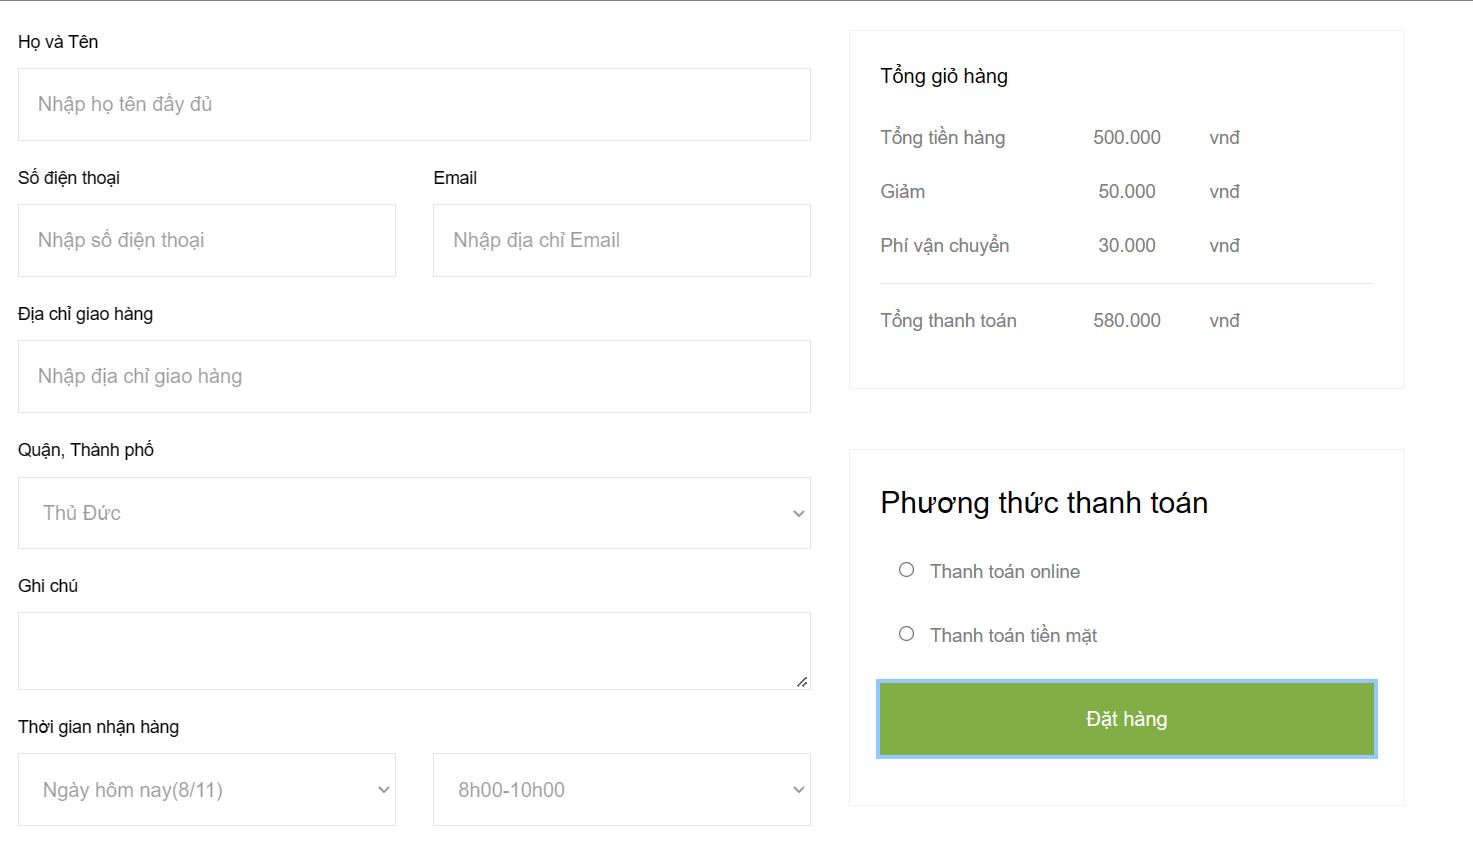 Họ và Tên
Nhập họ tên đầy đủ
Số điện thoại
Email
Nhập số điện thoại
Nhập địa chỉ Email
Địa chỉ giao hàng
Nhập địa chỉ giao hàng
Quận, Thành phố
Thủ Đức
Ghi chú
Thời gian nhận hàng
Ngày hôm nay(8/11)
8h00-10h00
Tổng giỏ hàng
Tổng tiền hàng 500.000 vnđ
Giảm 50.000 vnđ
Phí vận chuyển 30.000 vnđ
Tổng thanh toán 580.000 vnđ
Phương thức thanh toán
Thanh toán online
Thanh toán tiền mặt
Đặt hàng